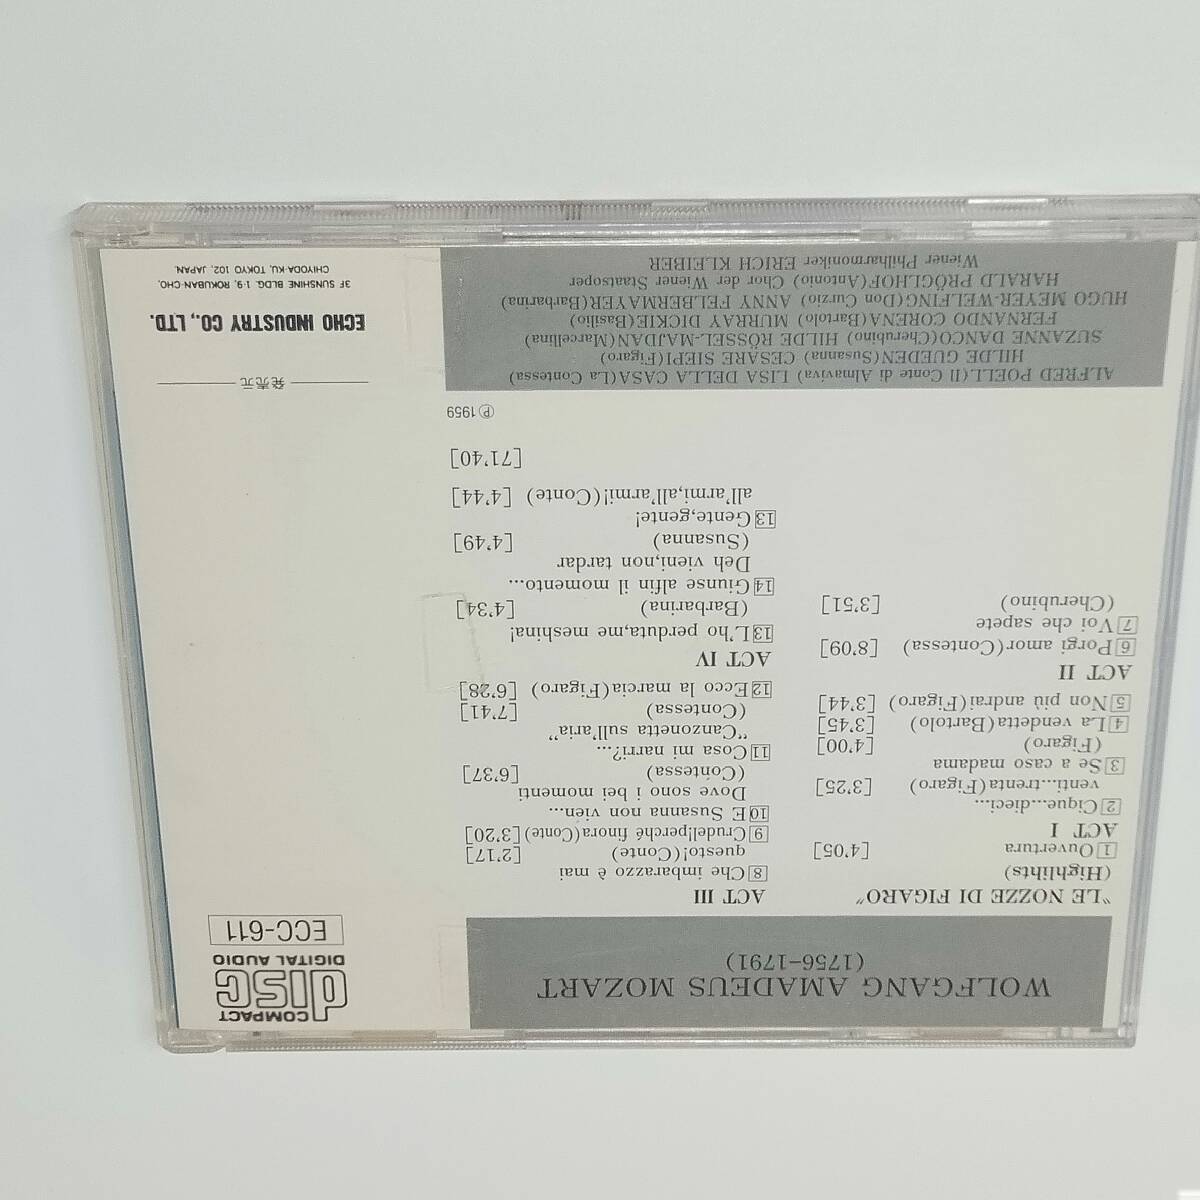 WOLFGANG AMADEUS MOZART
(1756–1791)
COMPACT
disc
DIGITAL AUDIO
ECC-611
"LE NOZZE DI FIGARO"
(Highlihts)
1 Ouvertura [4'05]
ACT I
2 Cique...dieci...
venti...trenta(Figaro) [3'25]
3 Se a caso madama
(Figaro) [4'00]
4 La vendetta(Bartolo) [3'45]
5 Non più andrai(Figaro) [3'44]
ACT II
6 Porgi amor(Contessa) [8'09]
7 Voi che sapete
(Cherubino) [3'51]
ACT III
8 Che imbarazzo è mai
questo!(Conte) [2'17]
9 Crudel!perché finora(Conte) [3'20]
10 E Susanna non vien...
Dove sono i bei momenti
(Contessa) [6'37]
11 Cosa mi narri?...
"Canzonetta sull'aria"
(Contessa) [7'41]
12 Ecco la marcia(Figaro) [6'28]
ACT IV
13 L'ho perduta,me meshina!
(Barbarina) [4'34]
14 Giunse alfin il momento...
Deh vieni,non tardar
(Susanna) [4'49]
13 Gente,gente!
all'armi,all'armi!(Conte) [4'44]
[71'40]
Ⓟ1959
ALFRED POELL(Il Conte di Almaviva) LISA DELLA CASA(La Contessa)
HILDE GUEDEN(Susanna) CESARE SIEPI(Figaro)
SUZANNE DANCO(Cherubino) HILDE RÖSSEL-MAJDAN(Marcellina)
FERNANDO CORENA(Bartolo) MURRAY DICKIE(Basilio)
HUGO MEYER-WELFING(Don Curzio) ANNY FELBERMAYER(Barbarina)
HARALD PRÖGLHOF(Antonio) Chor der Wiener Staatsoper
Wiener Philharmoniker ERICH KLEIBER
発売元
ECHO INDUSTRY CO., LTD.
3F SUNSHINE BLDG. 1-9, ROKUBAN-CHO,
CHIYODA-KU, TOKYO 102, JAPAN.